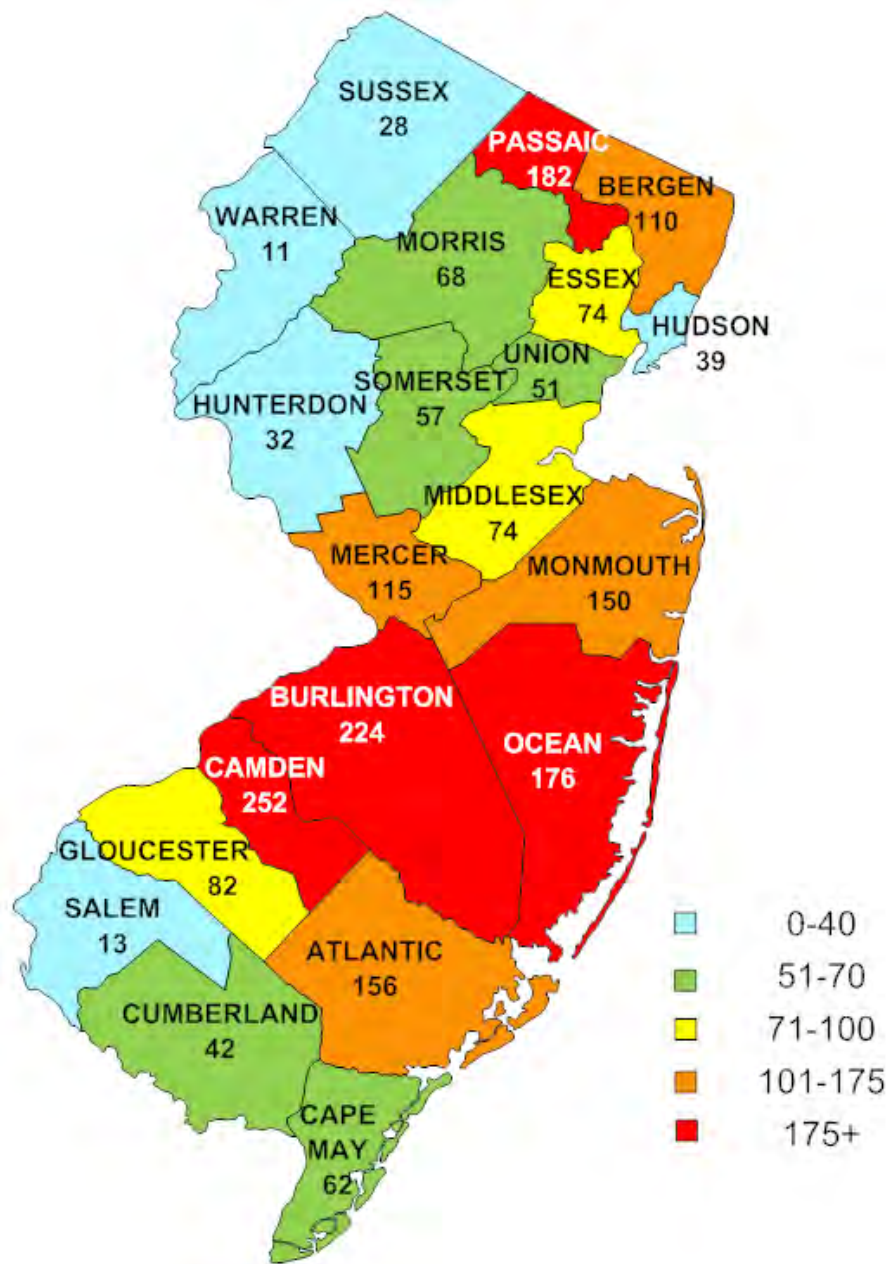 SUSSEX
28
PASSAIC
182
BERGEN
110
WARREN
11
MORRIS
68
ESSEX
74
HUDSON
39
UNION
51
SOMERSET
57
HUNTERDON
32
MIDDLESEX
74
MERCER
115
MONMOUTH
150
BURLINGTON
224
OCEAN
176
CAMDEN
252
GLOUCESTER
82
SALEM
13
ATLANTIC
156
CUMBERLAND
42
CAPE
MAY
62
0-40
51-70
71-100
101-175
175+